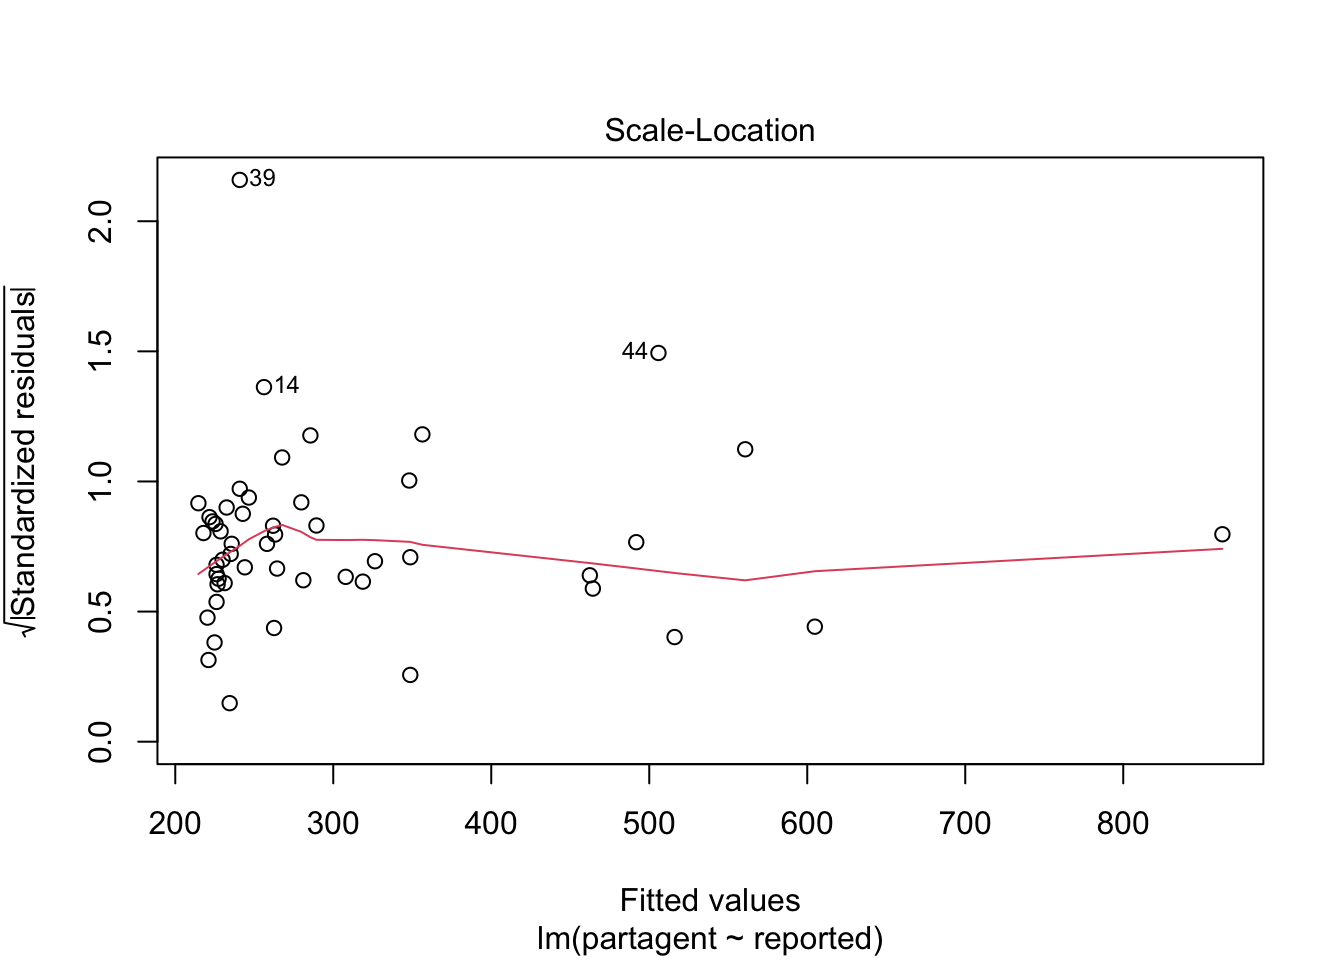 Scale-Location
√|Standardized residuals|
2.0
1.5
1.0
0.5
0.0
39
44
14
200 300 400 500 600 700 800
Fitted values
lm(partagent ~ reported)